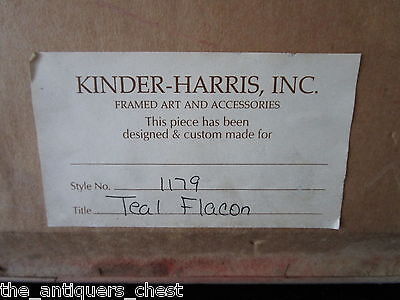 KINDER-HARRIS, INC.
FRAMED ART AND ACCESSORIES
This piece has been
designed & custom made for
Style No. 1179
Title Teal Flacon
the_antiquers_chest